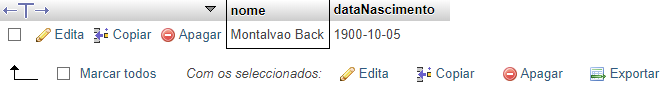 nome dataNascimento
Edita Copiar Apagar Montalvao Back 1900-10-05
Marcar todos Com os seleccionados: Edita Copiar Apagar Exportar